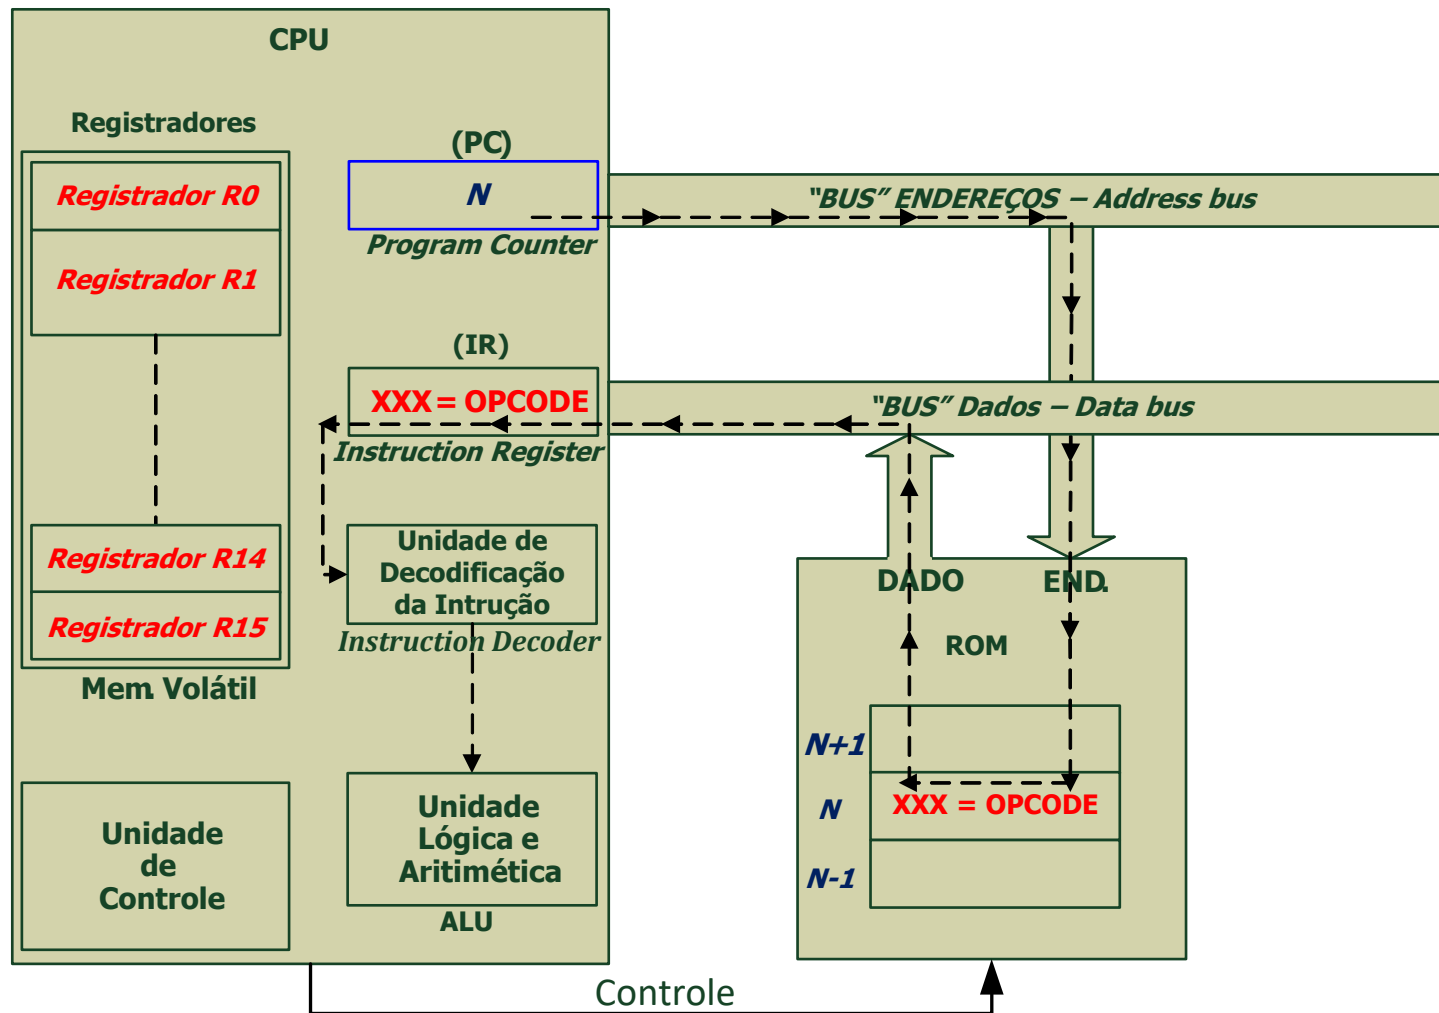 CPU
Registradores
Registrador R0
Registrador R1
Registrador R14
Registrador R15
Mem. Volátil
Unidade
de
Controle
(PC)
N
Program Counter
(IR)
XXX = OPCODE
Instruction Register
Unidade de
Decodificação
da Intrução
Instruction Decoder
Unidade
Lógica e
Aritimética
ALU
"BUS" ENDEREÇOS – Address bus
"BUS" Dados – Data bus
DADO END.
ROM
N+1
N XXX = OPCODE
N-1
Controle